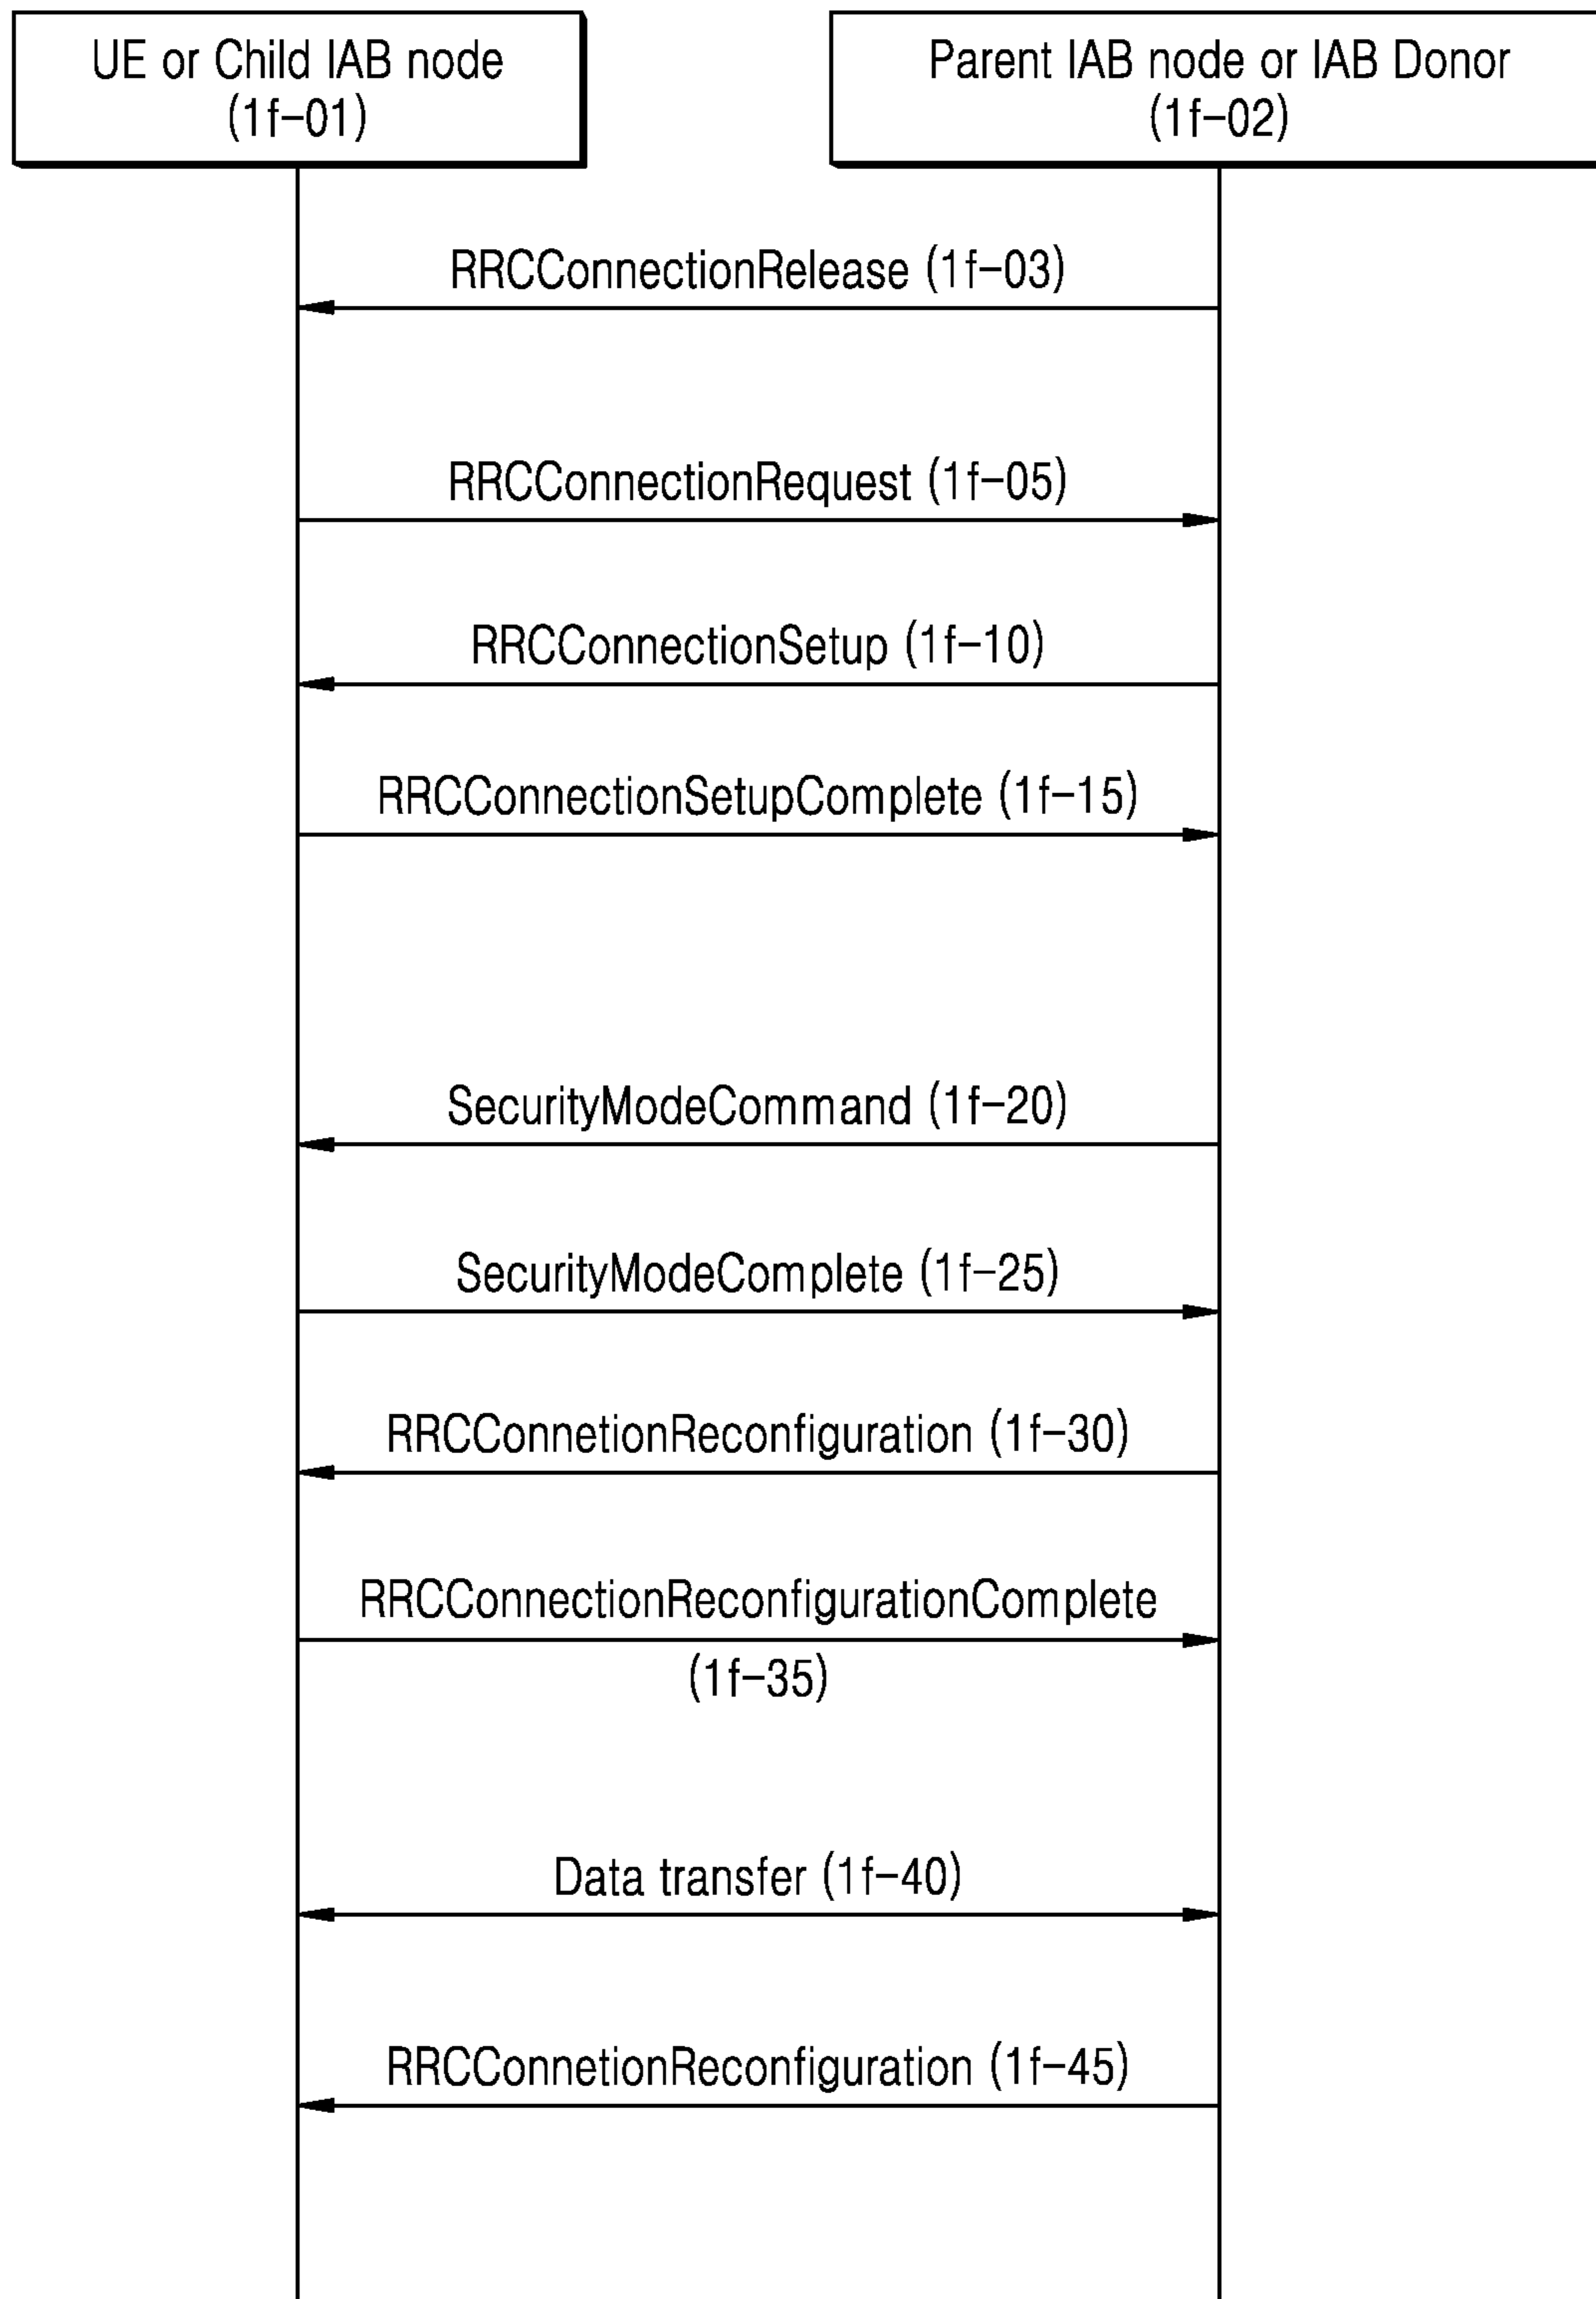 UE or Child IAB node
(1f-01)
Parent IAB node or IAB Donor
(1f-02)
RRCConnectionRelease (1f-03)
RRCConnectionRequest (1f-05)
RRCConnectionSetup (1f-10)
RRCConnectionSetupComplete (1f-15)
SecurityModeCommand (1f-20)
SecurityModeComplete (1f-25)
RRCConnetionReconfiguration (1f-30)
RRCConnectionReconfigurationComplete
(1f-35)
Data transfer (1f-40)
RRCConnetionReconfiguration (1f-45)